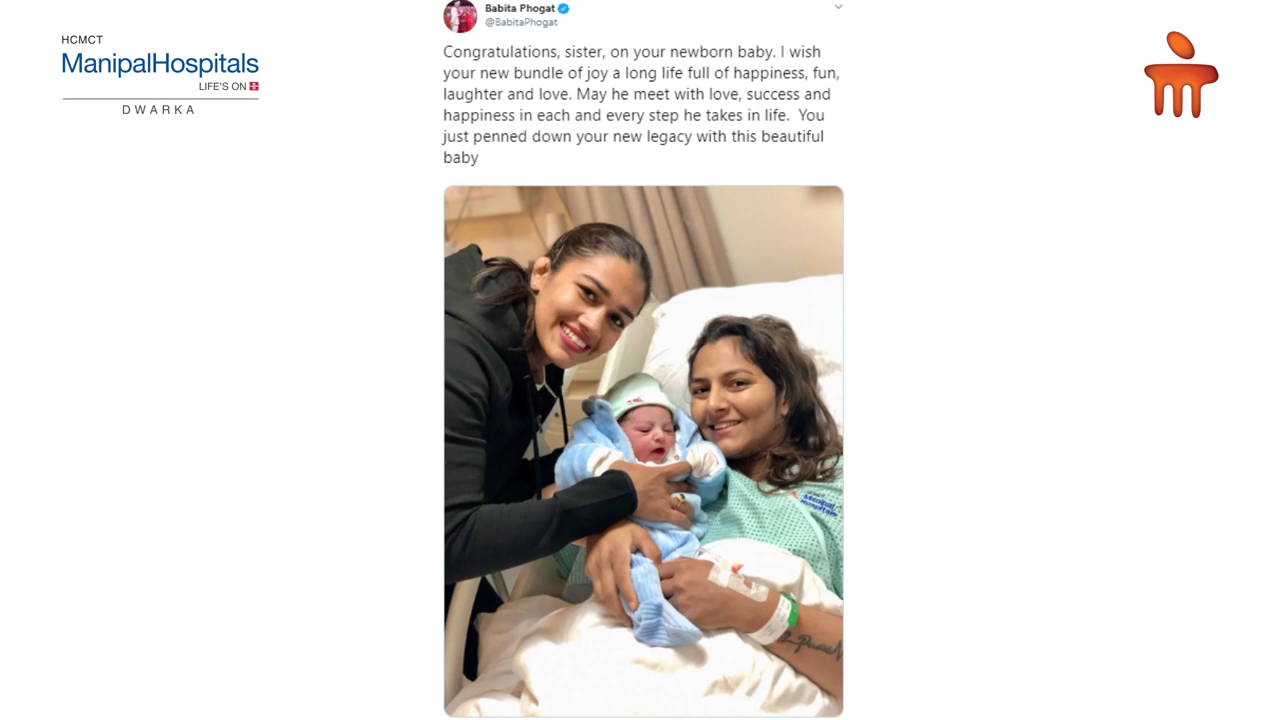 HCMCT
ManipalHospitals
LIFE'S ON
DWARKA
Babita Phogat
@BabitaPhogat
Congratulations, sister, on your newborn baby. I wish
your new bundle of joy a long life full of happiness, fun,
laughter and love. May he meet with love, success and
happiness in each and every step he takes in life.  You
just penned down your new legacy with this beautiful
baby
Manipal
Hospitals